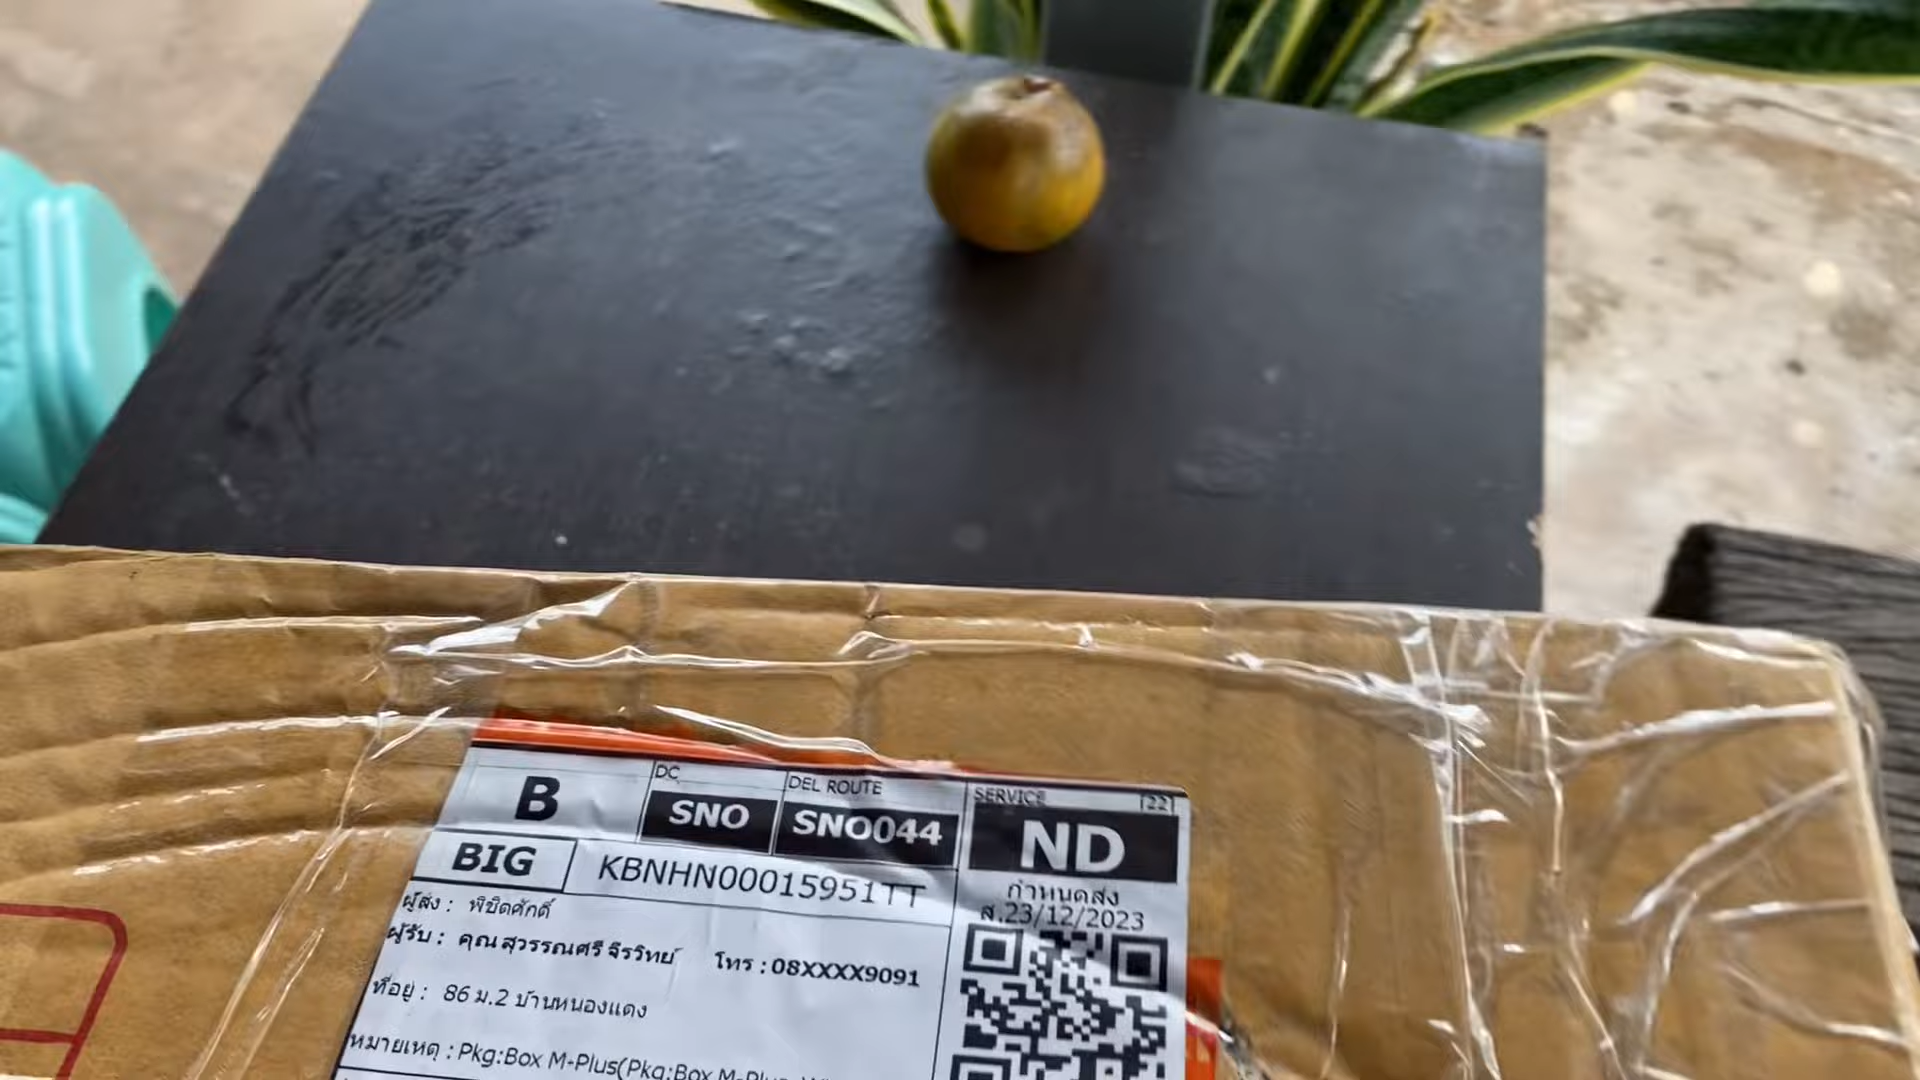 DC DEL ROUTE SERVICE [22]
B SNO SNO044 ND
BIG KBNHN00015951TT
กำหนดส่ง
ส.23/12/2023
ผู้ส่ง : พิชิตศักดิ์
ผู้รับ : คุณสุวรรณศรี จิรวิทย์ โทร : 08XXXX9091
ที่อยู่ : 86 ม.2 บ้านหนองแดง
หมายเหตุ : Pkg:Box M-Plus(Pkg:Box M-Plus